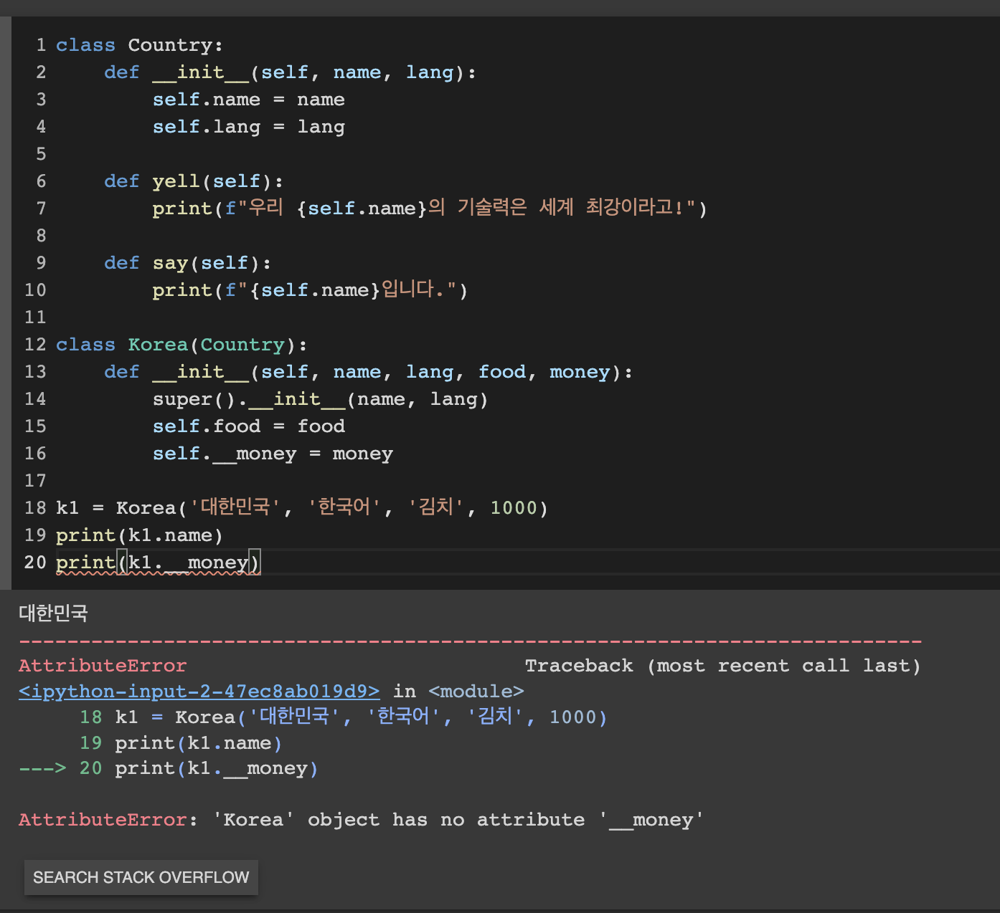 1 class Country:
2     def __init__(self, name, lang):
3         self.name = name
4         self.lang = lang
5
6     def yell(self):
7         print(f"우리 {self.name}의 기술력은 세계 최강이라고!")
8
9     def say(self):
10         print(f"{self.name}입니다.")
11
12 class Korea(Country):
13     def __init__(self, name, lang, food, money):
14         super().__init__(name, lang)
15         self.food = food
16         self.__money = money
17
18 k1 = Korea('대한민국', '한국어', '김치', 1000)
19 print(k1.name)
20 print(k1.__money)
대한민국
---------------------------------------------------------------------------
AttributeError                            Traceback (most recent call last)
<ipython-input-2-47ec8ab019d9> in <module>
     18 k1 = Korea('대한민국', '한국어', '김치', 1000)
     19 print(k1.name)
---> 20 print(k1.__money)
AttributeError: 'Korea' object has no attribute '__money'
SEARCH STACK OVERFLOW